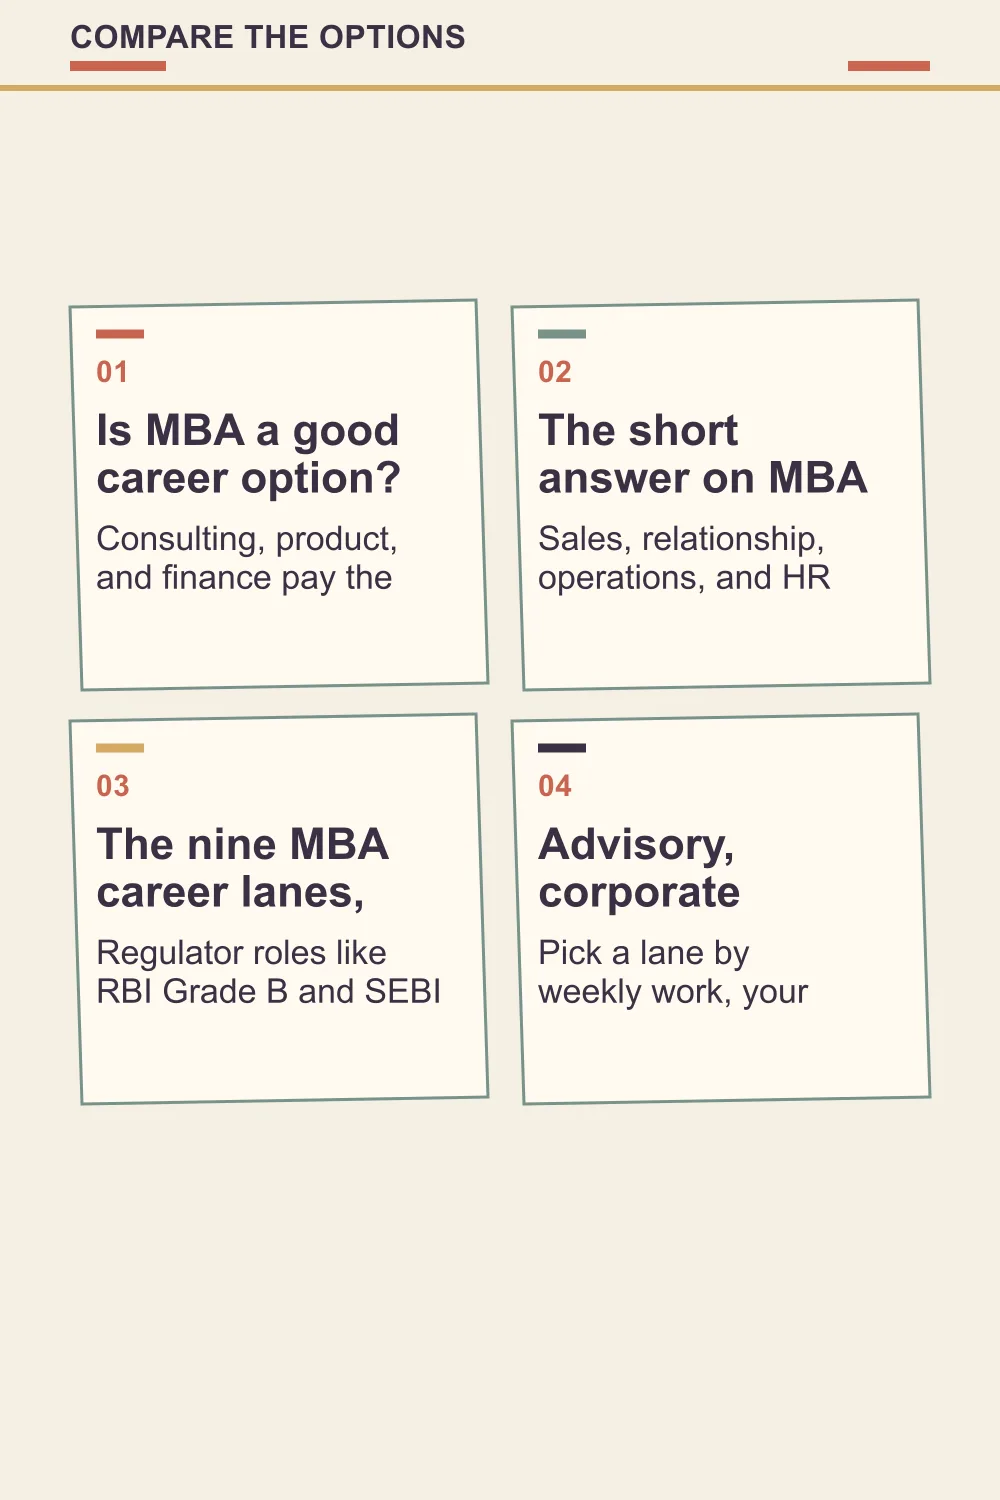 COMPARE THE OPTIONS
01
Is MBA a good
career option?
Consulting, product,
and finance pay the
02
The short
answer on MBA
Sales, relationship,
operations, and HR
03
The nine MBA
career lanes,
Regulator roles like
RBI Grade B and SEBI
04
Advisory,
corporate
Pick a lane by
weekly work, your